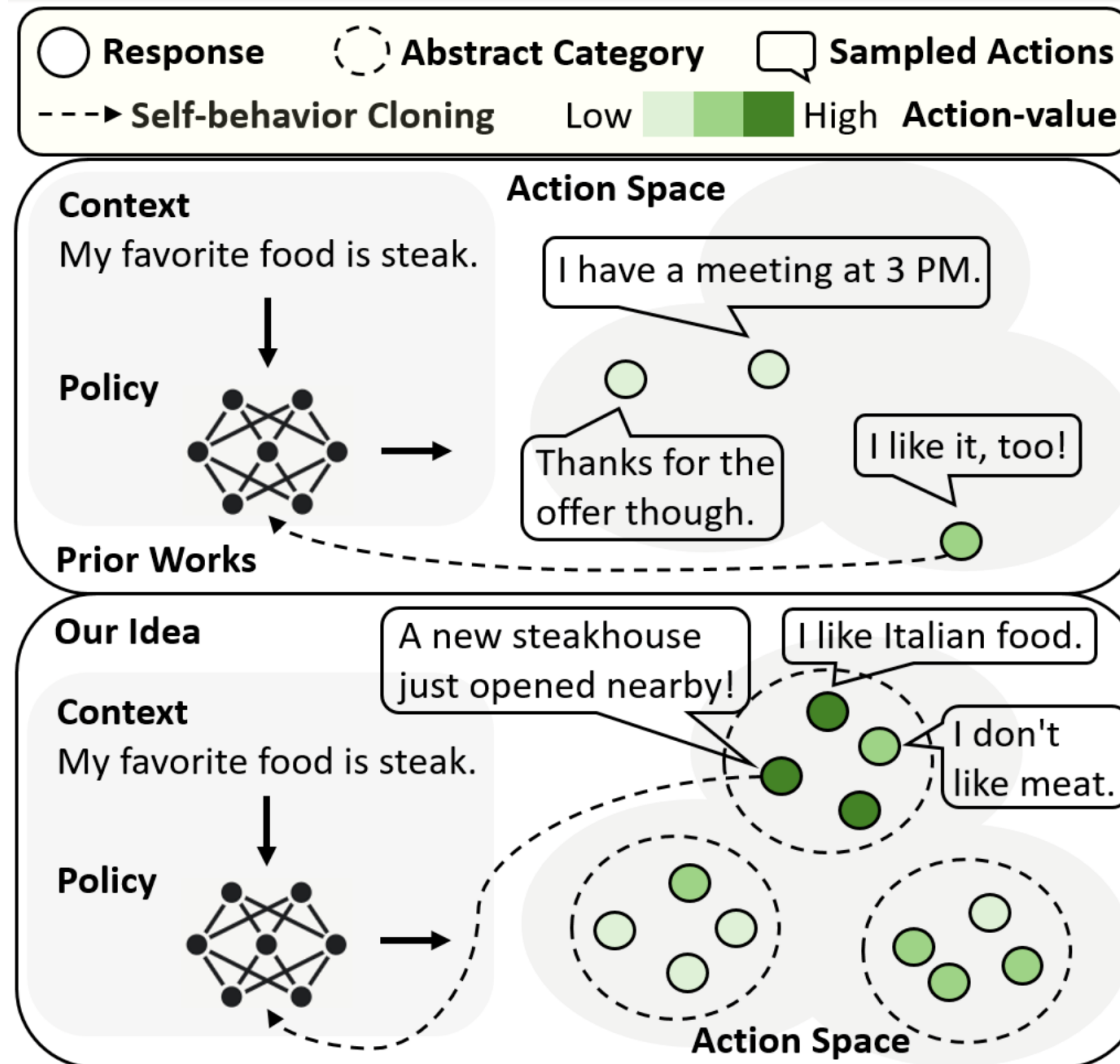 Response
Abstract Category
Sampled Actions
Self-behavior Cloning
Low
High
Action-value
Context
My favorite food is steak.
Policy
Prior Works
Action Space
I have a meeting at 3 PM.
Thanks for the
offer though.
I like it, too!
Our Idea
Context
My favorite food is steak.
Policy
A new steakhouse
just opened nearby!
I like Italian food.
I don't
like meat.
Action Space